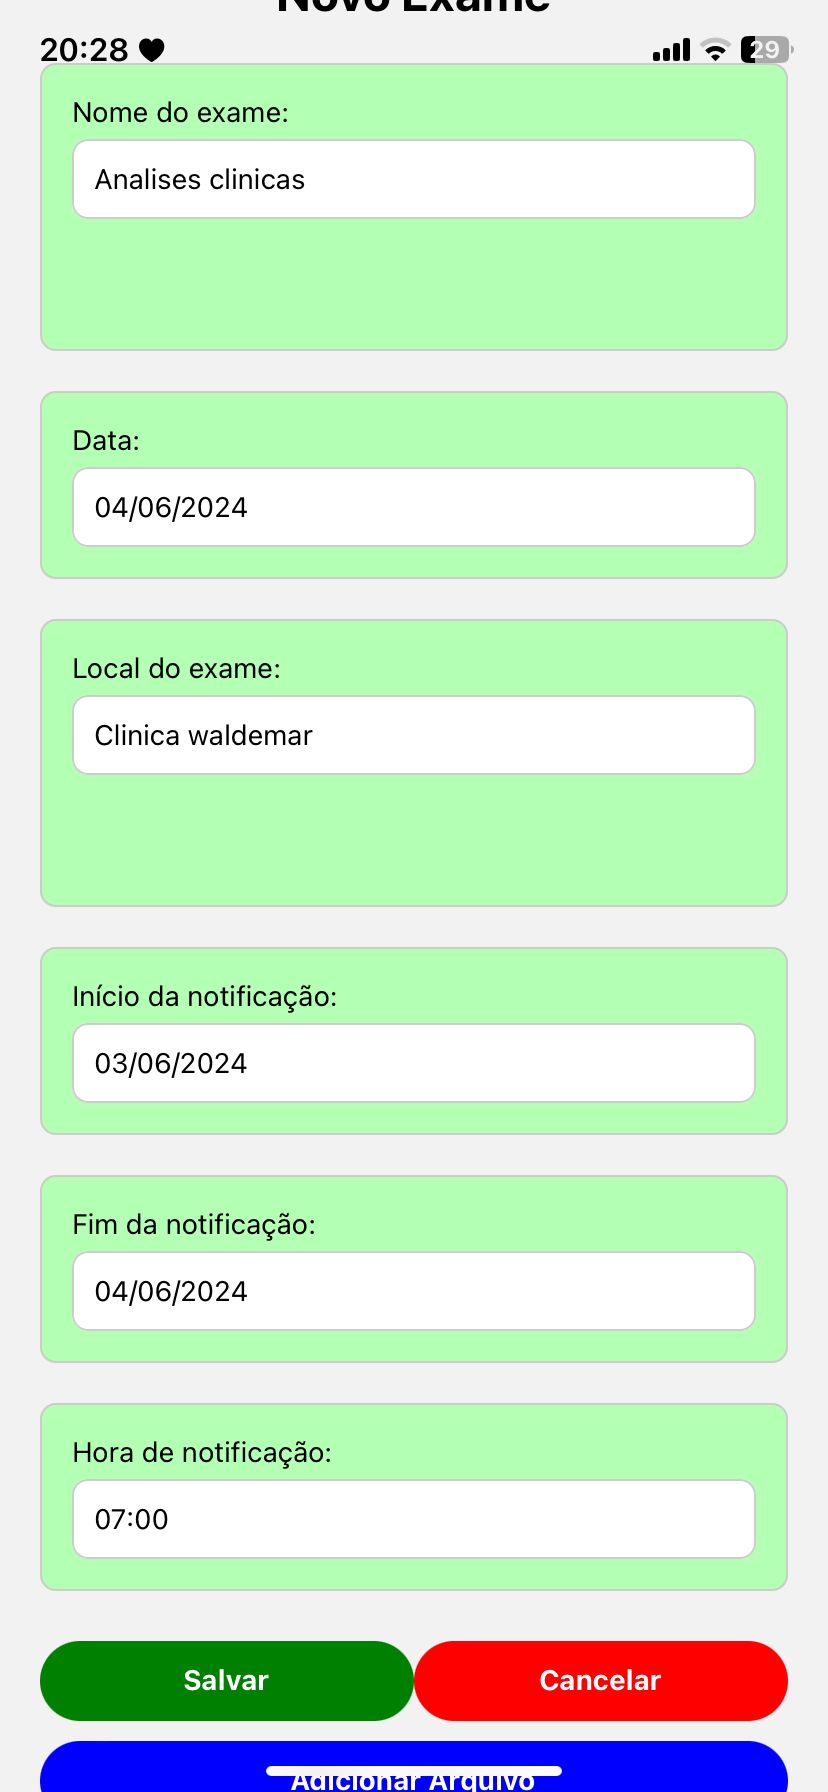 Novo Exame
20:28
29
Nome do exame:
Analises clinicas
Data:
04/06/2024
Local do exame:
Clinica waldemar
Início da notificação:
03/06/2024
Fim da notificação:
04/06/2024
Hora de notificação:
07:00
Salvar
Cancelar
Adicionar Arquivo